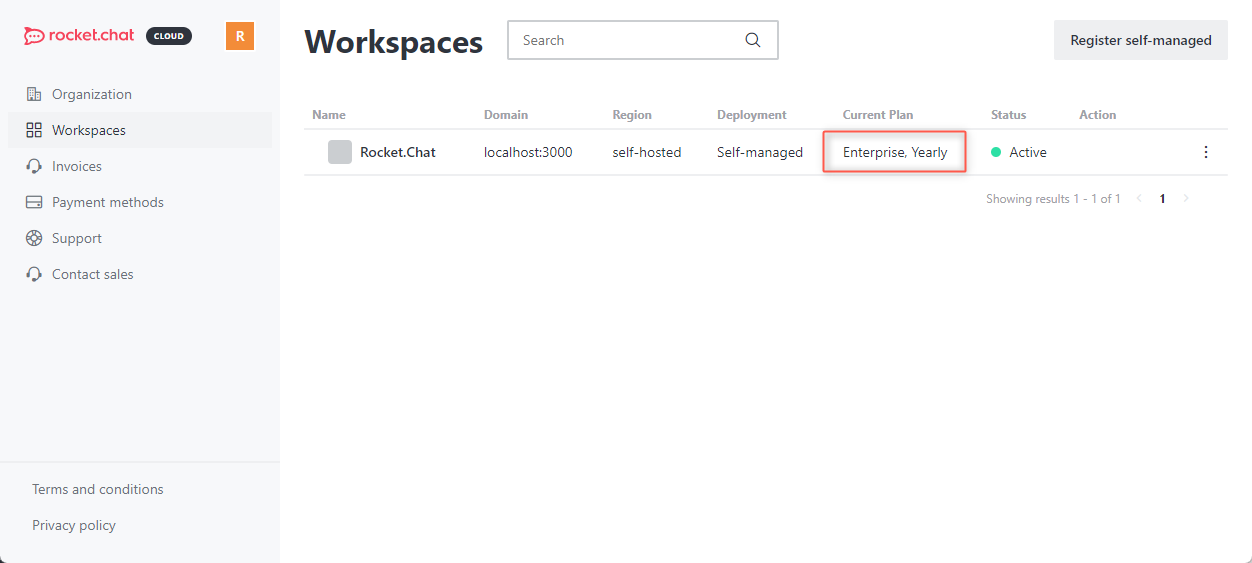 rocket.chat CLOUD R
Organization
Workspaces
Invoices
Payment methods
Support
Contact sales
Terms and conditions
Privacy policy
Workspaces Search Register self-managed
Name Domain Region Deployment Current Plan Status Action
Rocket.Chat localhost:3000 self-hosted Self-managed Enterprise, Yearly Active
Showing results 1 - 1 of 1 1